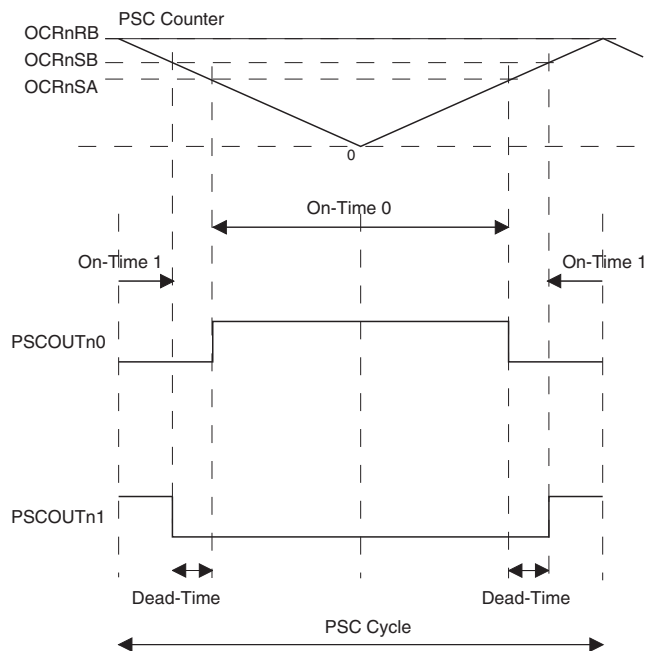 PSC Counter
OCRnRB
OCRnSB
OCRnSA
0
On-Time 0
On-Time 1
On-Time 1
PSCOUTn0
PSCOUTn1
Dead-Time
Dead-Time
PSC Cycle